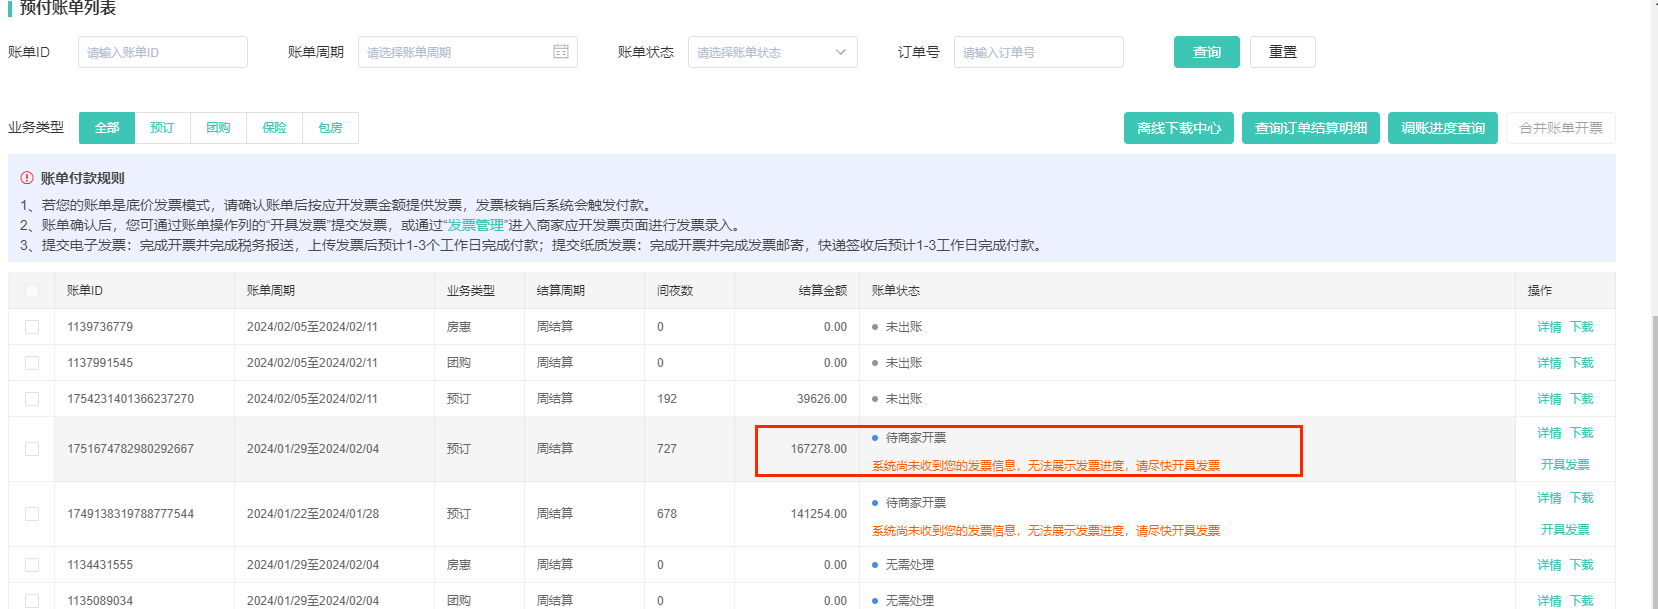 预付账单列表
账单ID 请输入账单ID 账单周期 请选择账单周期 账单状态 请选择账单状态 订单号 请输入订单号 查询 重置
业务类型 全部 预订 团购 保险 包房 离线下载中心 查询订单结算明细 调账进度查询 合并账单开票
账单付款规则
1、若您的账单是底价发票模式，请确认账单后按应开发票金额提供发票，发票核销后系统会触发付款。
2、账单确认后，您可通过账单操作列的“开具发票”提交发票，或通过“发票管理”进入商家应开发票页面进行发票录入。
3、提交电子发票：完成开票并完成税务报送，上传发票后预计1-3个工作日完成付款；提交纸质发票：完成开票并完成发票邮寄，快递签收后预计1-3工作日完成付款。
账单ID 账单周期 业务类型 结算周期 间夜数 结算金额 账单状态 操作
1139736779 2024/02/05至2024/02/11 房惠 周结算 0 0.00 未出账 详情 下载
1137991545 2024/02/05至2024/02/11 团购 周结算 0 0.00 未出账 详情 下载
1754231401366237270 2024/02/05至2024/02/11 预订 周结算 192 39626.00 未出账 详情 下载
1751674782980292667 2024/01/29至2024/02/04 预订 周结算 727 167278.00 待商家开票 详情 下载
系统尚未收到您的发票信息，无法展示发票进度，请尽快开具发票 开具发票
1749138319788777544 2024/01/22至2024/01/28 预订 周结算 678 141254.00 待商家开票 详情 下载
系统尚未收到您的发票信息，无法展示发票进度，请尽快开具发票 开具发票
1134431555 2024/01/29至2024/02/04 房惠 周结算 0 0.00 无需处理 详情 下载
1135089034 2024/01/29至2024/02/04 团购 周结算 0 0.00 无需处理 详情 下载